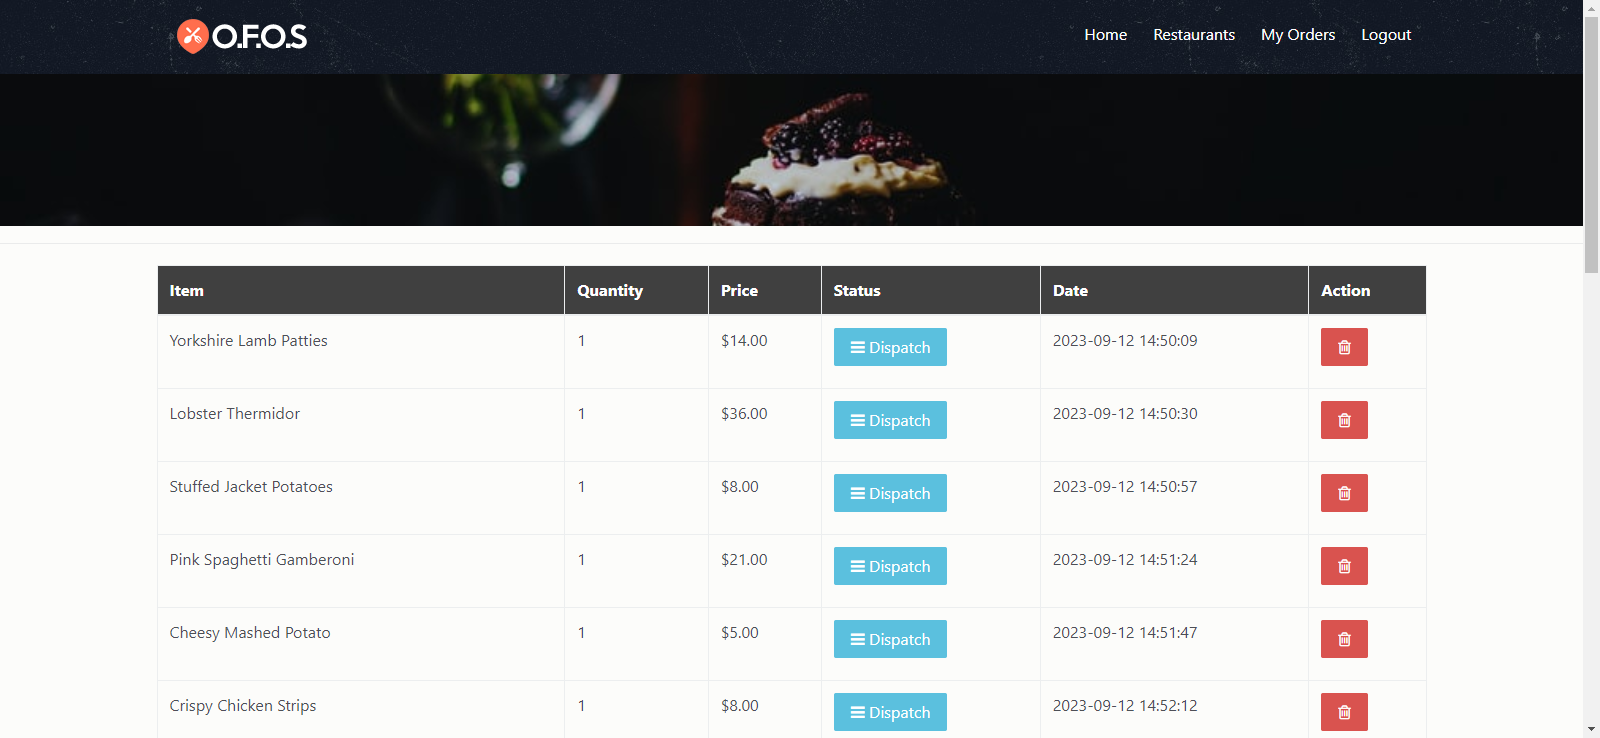 O.F.O.S
Home Restaurants My Orders Logout
Item Quantity Price Status Date Action
Yorkshire Lamb Patties 1 $14.00 Dispatch 2023-09-12 14:50:09
Lobster Thermidor 1 $36.00 Dispatch 2023-09-12 14:50:30
Stuffed Jacket Potatoes 1 $8.00 Dispatch 2023-09-12 14:50:57
Pink Spaghetti Gamberoni 1 $21.00 Dispatch 2023-09-12 14:51:24
Cheesy Mashed Potato 1 $5.00 Dispatch 2023-09-12 14:51:47
Crispy Chicken Strips 1 $8.00 Dispatch 2023-09-12 14:52:12